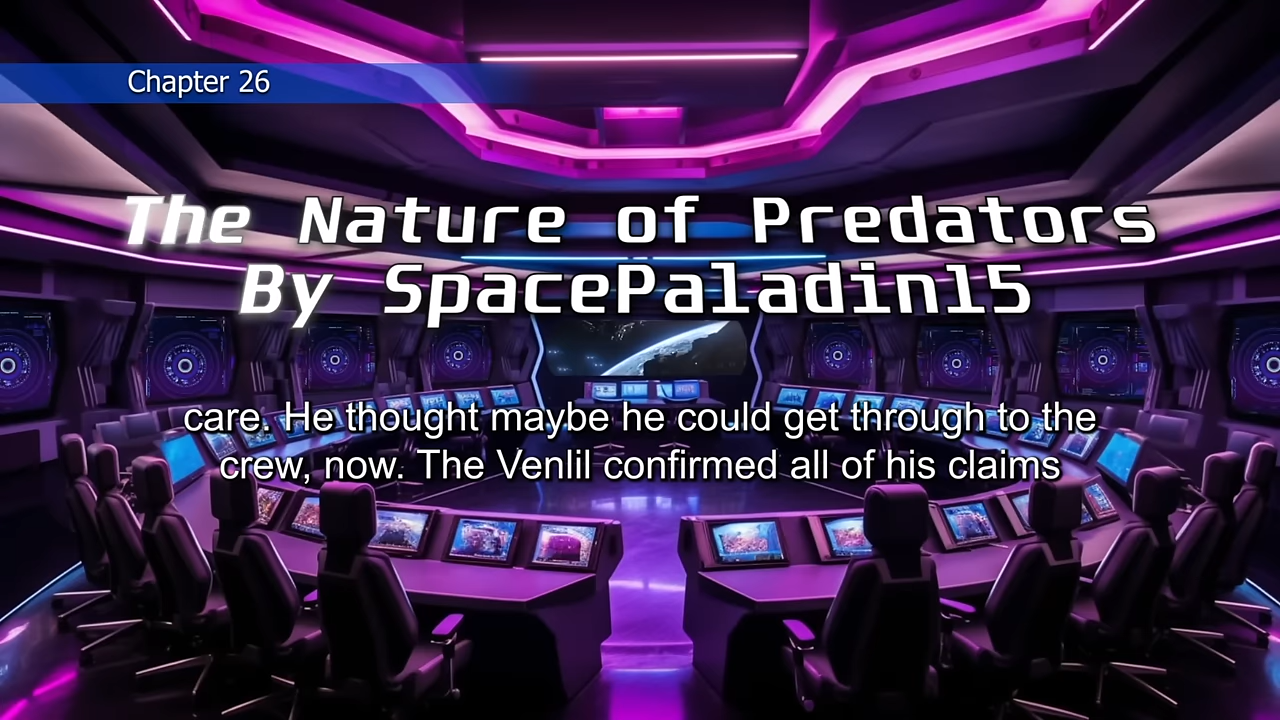 Chapter 26
The Nature of Predators
By SpacePaladin15
care. He thought maybe he could get through to the
crew, now. The Venlil confirmed all of his claims